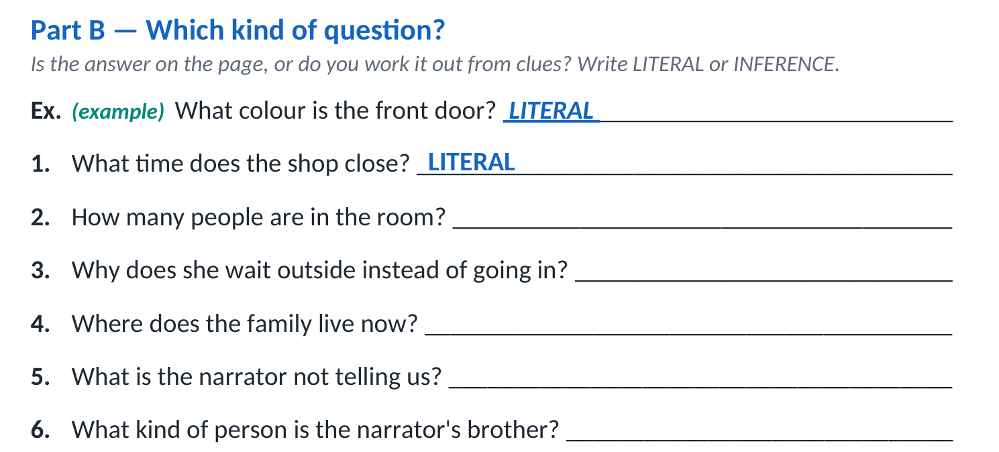 Part B — Which kind of question?
Is the answer on the page, or do you work it out from clues? Write LITERAL or INFERENCE.
Ex. (example) What colour is the front door? LITERAL
1. What time does the shop close? LITERAL
2. How many people are in the room?
3. Why does she wait outside instead of going in?
4. Where does the family live now?
5. What is the narrator not telling us?
6. What kind of person is the narrator's brother?